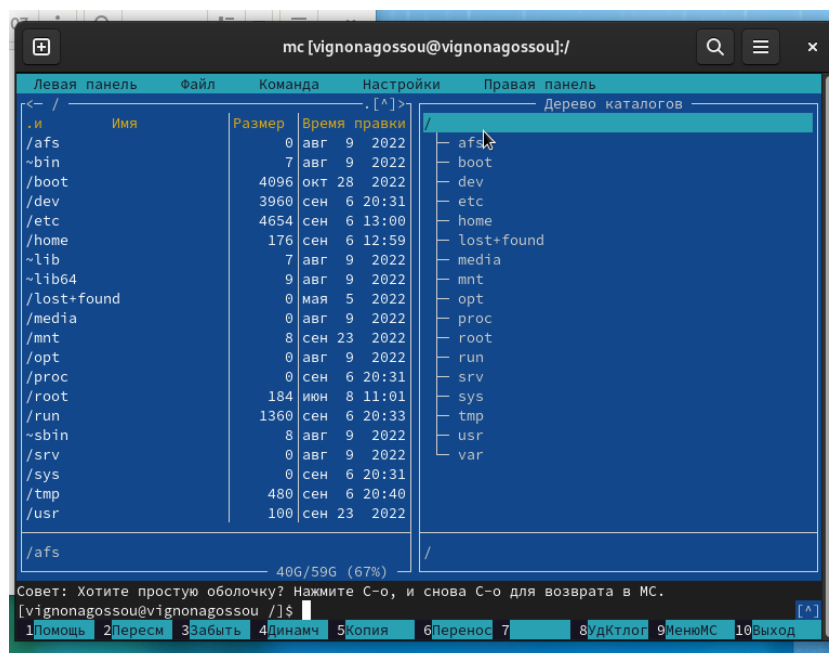 mc [vignonagossou@vignonagossou]:/
Левая панель Файл Команда Настройки Правая панель
<— / .[^]> Дерево каталогов
.и Имя Размер Время правки /
/afs 0 авг 9 2022 afs
~bin 7 авг 9 2022 boot
/boot 4096 окт 28 2022 dev
/dev 3960 сен 6 20:31 etc
/etc 4654 сен 6 13:00 home
/home 176 сен 6 12:59 lost+found
~lib 7 авг 9 2022 media
~lib64 9 авг 9 2022 mnt
/lost+found 0 мая 5 2022 opt
/media 0 авг 9 2022 proc
/mnt 8 сен 23 2022 root
/opt 0 авг 9 2022 run
/proc 0 сен 6 20:31 srv
/root 184 июн 8 11:01 sys
/run 1360 сен 6 20:33 tmp
~sbin 8 авг 9 2022 usr
/srv 0 авг 9 2022 var
/sys 0 сен 6 20:31
/tmp 480 сен 6 20:40
/usr 100 сен 23 2022
/afs /
40G/59G (67%)
Совет: Хотите простую оболочку? Нажмите C-o, и снова C-o для возврата в MC.
[vignonagossou@vignonagossou /]$ [^]
1Помощь 2Пересм 3Забыть 4Динамч 5Копия 6Перенос 7 8УдКтлог 9МенюMC 10Выход